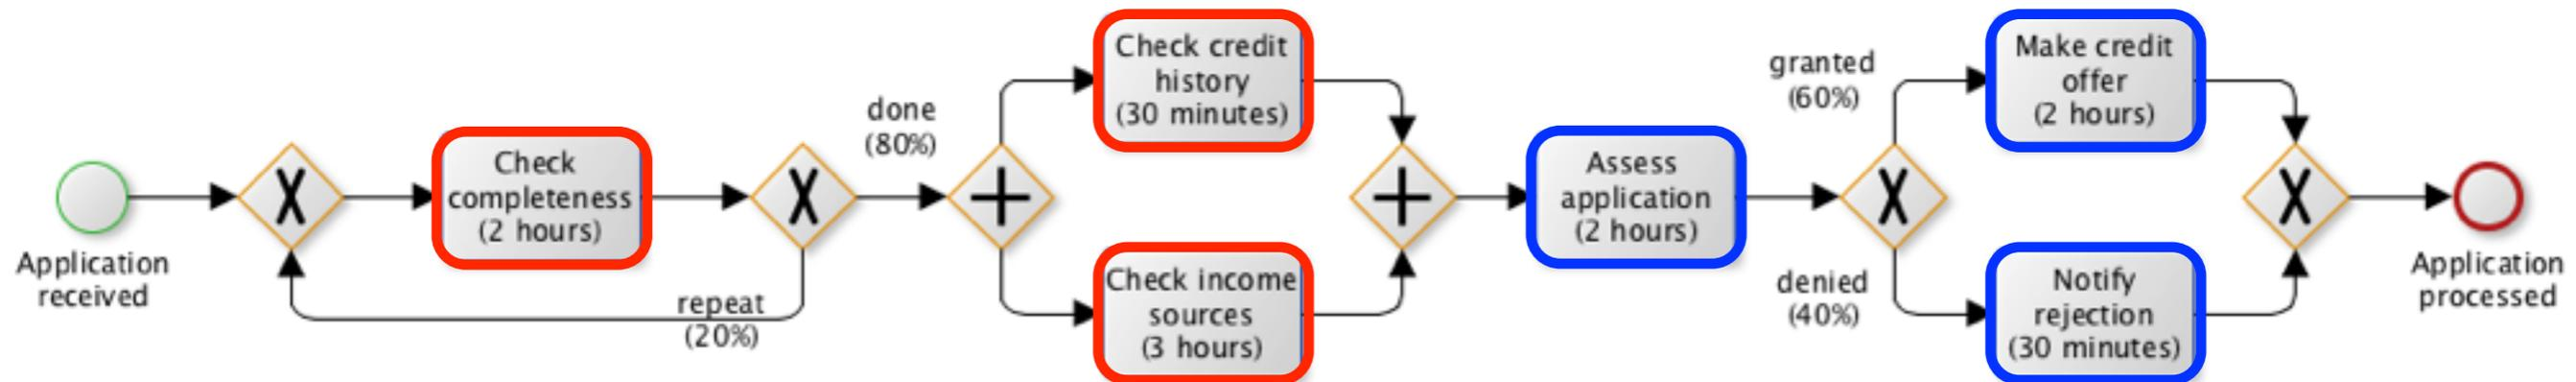 Application
received
Check
completeness
(2 hours)
repeat
(20%)
done
(80%)
Check credit
history
(30 minutes)
Check income
sources
(3 hours)
Assess
application
(2 hours)
granted
(60%)
denied
(40%)
Make credit
offer
(2 hours)
Notify
rejection
(30 minutes)
Application
processed